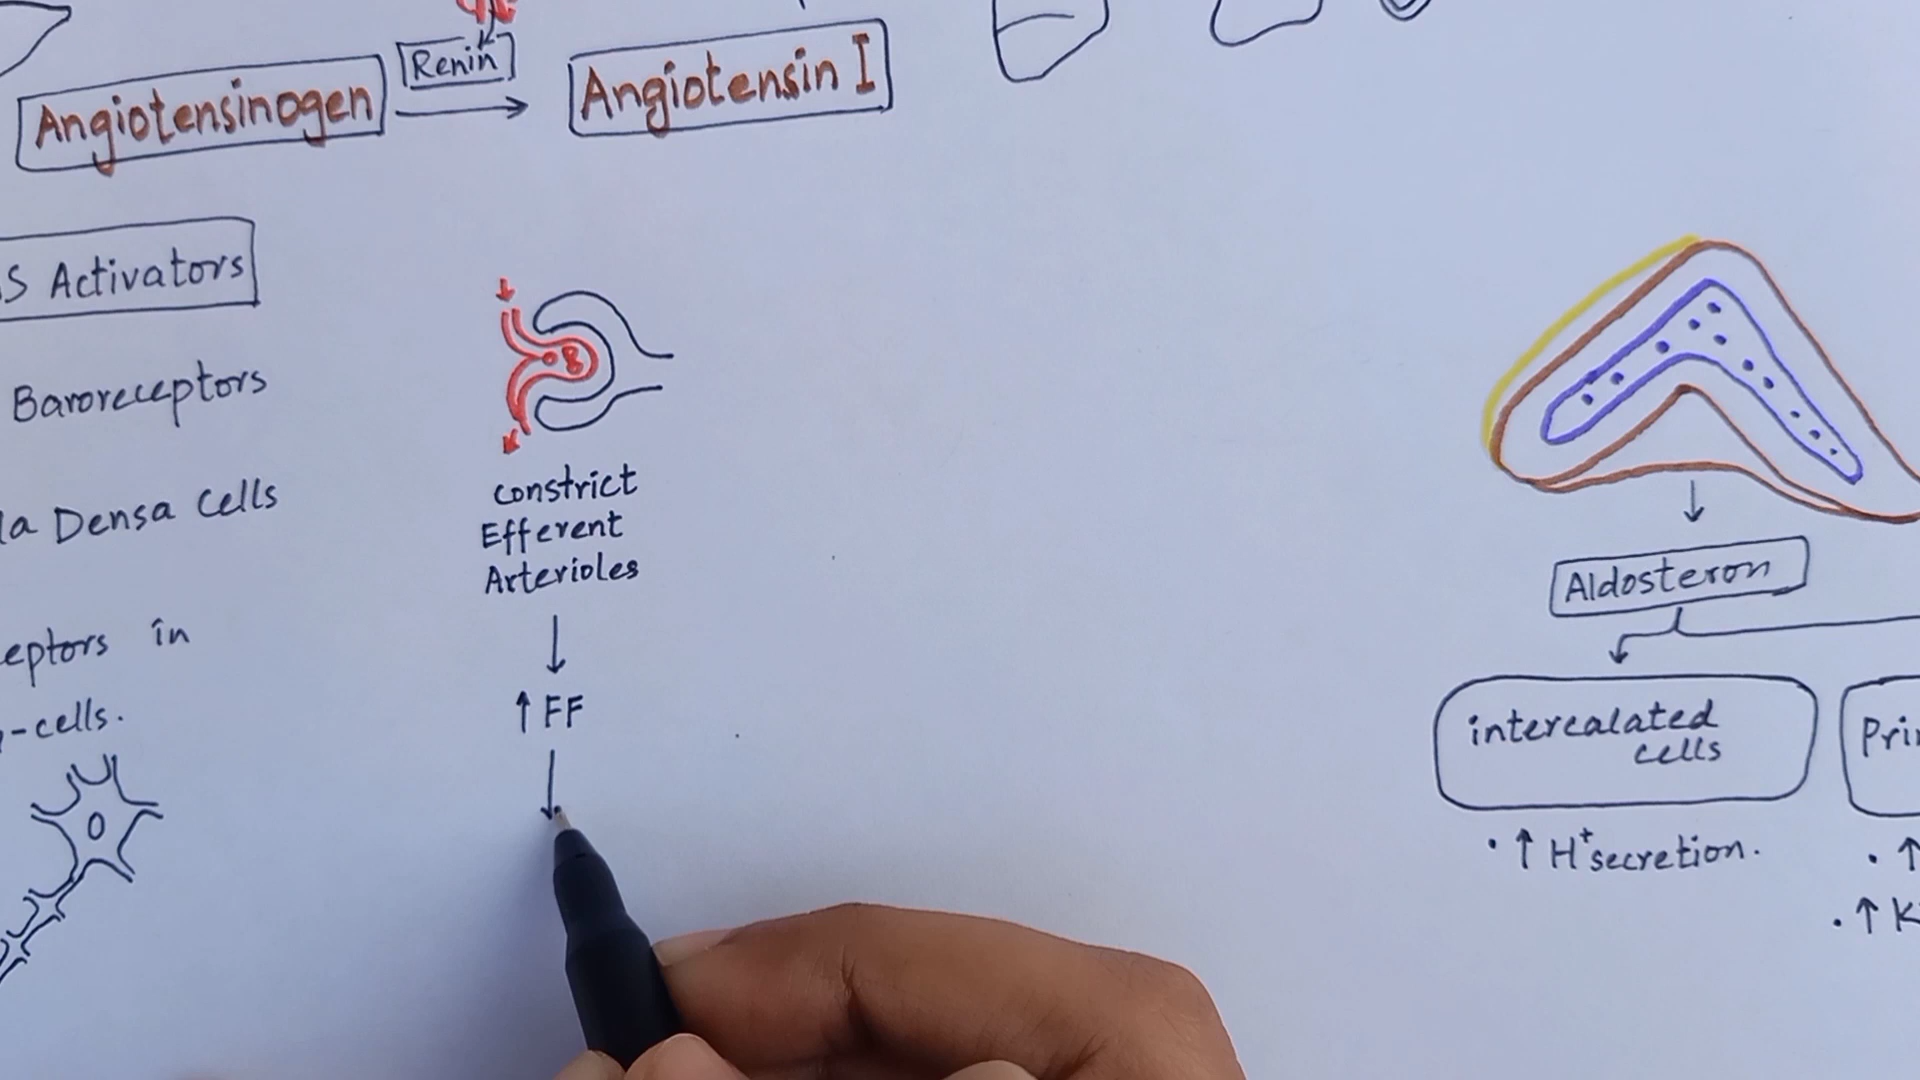 Renin
Angiotensinogen
Angiotensin I
S Activators
Baroreceptors
la Densa cells
eptors in
-cells.
constrict
Efferent
Arterioles
↑ FF
Aldosteron
intercalated
cells
Prin
• ↑ H⁺ secretion.
• ↑
• ↑ K